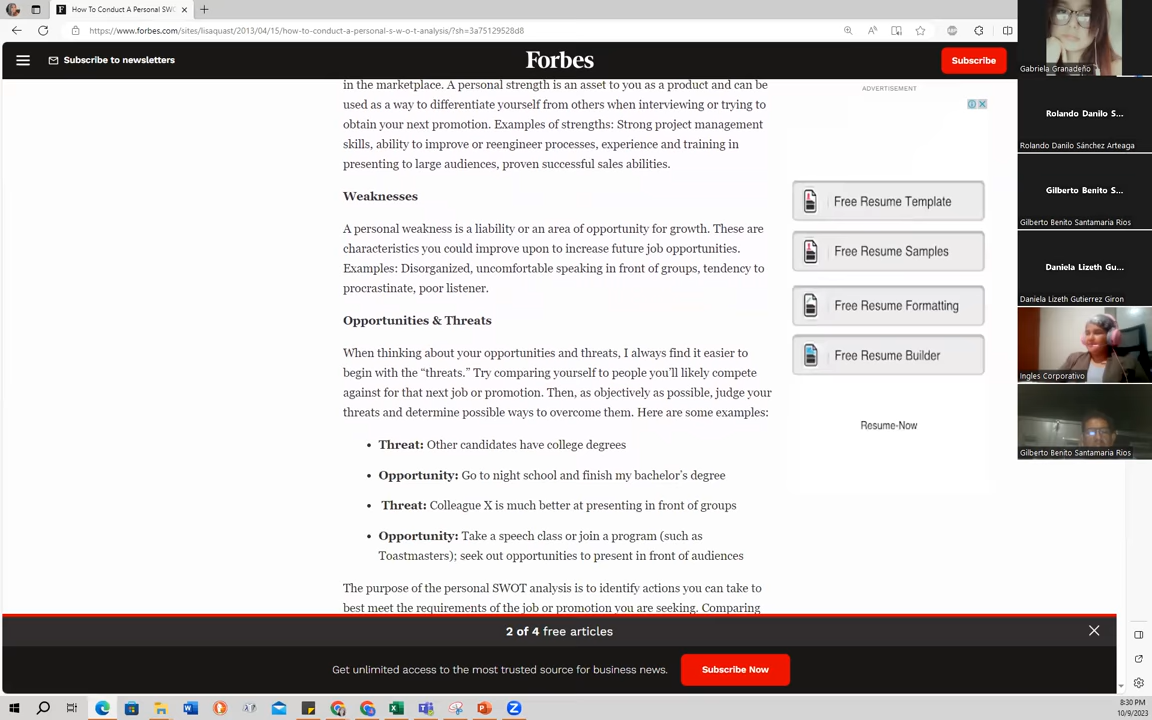 How To Conduct A Personal SWO
https://www.forbes.com/sites/lisaquast/2013/04/15/how-to-conduct-a-personal-s-w-o-t-analysis/?sh=3a75129528d8
Subscribe to newsletters
Forbes
Subscribe
in the marketplace. A personal strength is an asset to you as a product and can be
used as a way to differentiate yourself from others when interviewing or trying to
obtain your next promotion. Examples of strengths: Strong project management
skills, ability to improve or reengineer processes, experience and training in
presenting to large audiences, proven successful sales abilities.
Weaknesses
A personal weakness is a liability or an area of opportunity for growth. These are
characteristics you could improve upon to increase future job opportunities.
Examples: Disorganized, uncomfortable speaking in front of groups, tendency to
procrastinate, poor listener.
Opportunities & Threats
When thinking about your opportunities and threats, I always find it easier to
begin with the “threats.” Try comparing yourself to people you’ll likely compete
against for that next job or promotion. Then, as objectively as possible, judge your
threats and determine possible ways to overcome them. Here are some examples:
• Threat: Other candidates have college degrees
• Opportunity: Go to night school and finish my bachelor’s degree
• Threat: Colleague X is much better at presenting in front of groups
• Opportunity: Take a speech class or join a program (such as
Toastmasters); seek out opportunities to present in front of audiences
The purpose of the personal SWOT analysis is to identify actions you can take to
best meet the requirements of the job or promotion you are seeking. Comparing
ADVERTISEMENT
Free Resume Template
Free Resume Samples
Free Resume Formatting
Free Resume Builder
Resume-Now
Gabriela Granadeño
Rolando Danilo S...
Rolando Danilo Sánchez Arteaga
Gilberto Benito S...
Gilberto Benito Santamaria Rios
Daniela Lizeth Gu...
Daniela Lizeth Gutierrez Giron
Ingles Corporativo
Gilberto Benito Santamaria Rios
2 of 4 free articles
Get unlimited access to the most trusted source for business news.
Subscribe Now
8:30 PM
10/9/2023